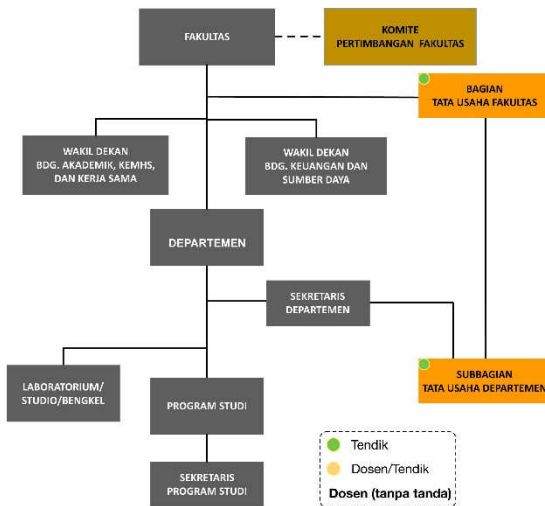 FAKULTAS
KOMITE
PERTIMBANGAN FAKULTAS
BAGIAN
TATA USAHA FAKULTAS
WAKIL DEKAN
BDG. AKADEMIK, KEMHS,
DAN KERJA SAMA
WAKIL DEKAN
BDG. KEUANGAN DAN
SUMBER DAYA
DEPARTEMEN
SEKRETARIS
DEPARTEMEN
LABORATORIUM/
STUDIO/BENGKEL
PROGRAM STUDI
SUBBAGIAN
TATA USAHA DEPARTEMEN
SEKRETARIS
PROGRAM STUDI
Tendik
Dosen/Tendik
Dosen (tanpa tanda)